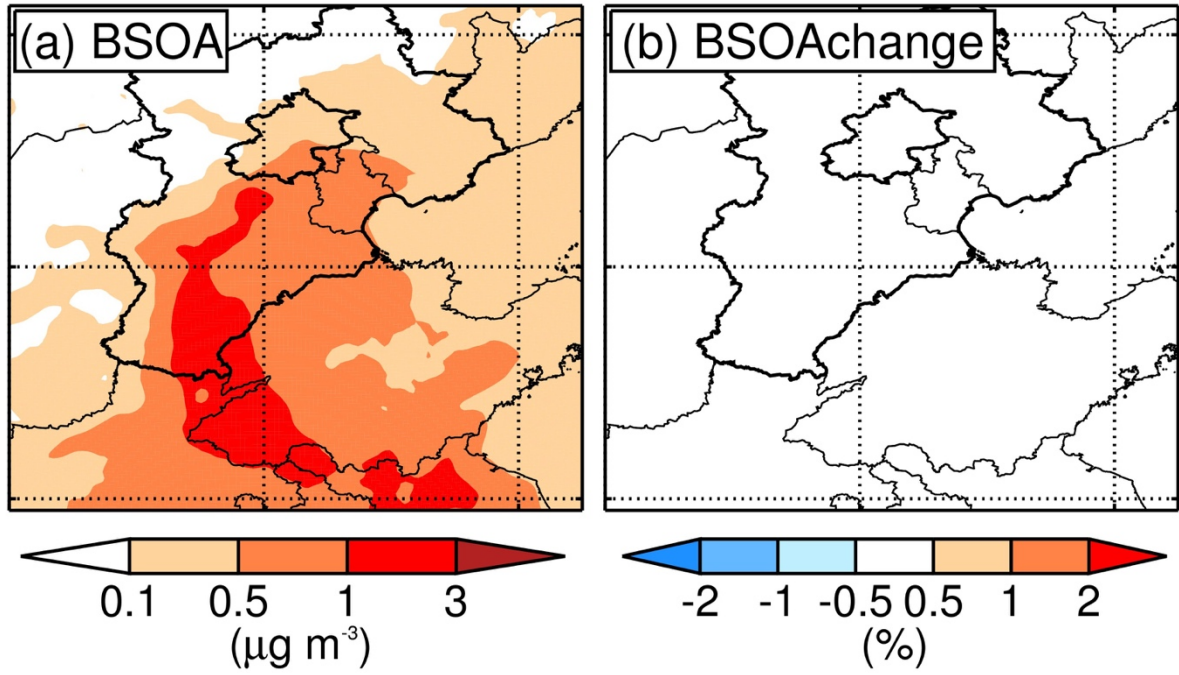 (a) BSOA
(b) BSOAchange
0.1 0.5 1 3
(μg m⁻³)
-2 -1 -0.5 0.5 1 2
(%)